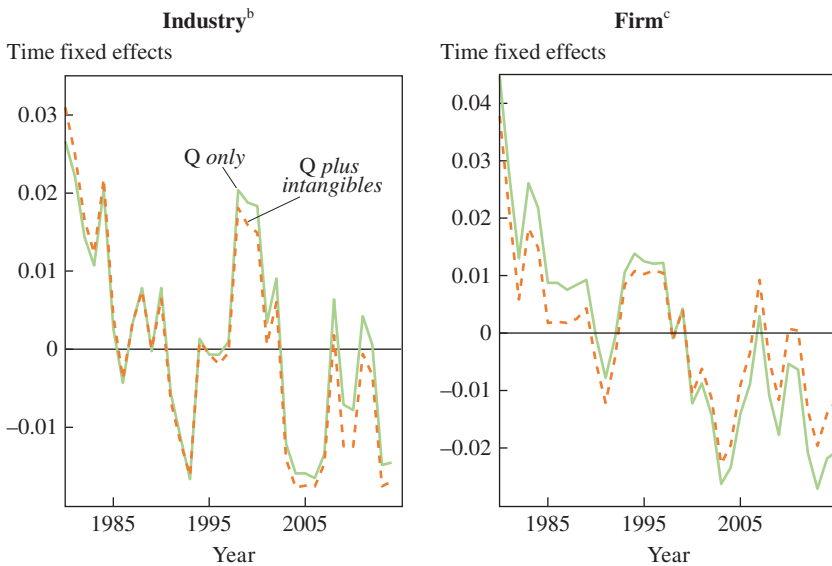 Industryᵇ
Time fixed effects
0.03
0.02
0.01
0
–0.01
Q only
Q plus
intangibles
1985
1995
2005
Year
Firmᶜ
Time fixed effects
0.04
0.03
0.02
0.01
0
–0.01
–0.02
1985
1995
2005
Year